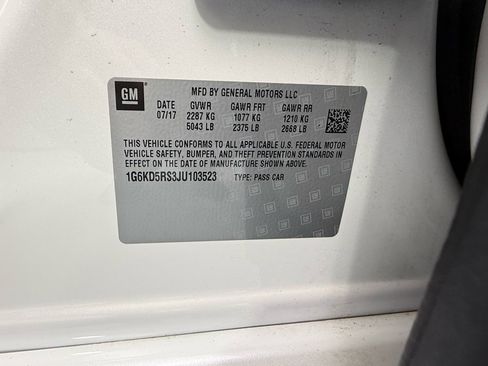 GM
MFD BY GENERAL MOTORS LLC
DATE GVWR GAWR FRT GAWR RR
07/17 2287 KG 1077 KG 1210 KG
5043 LB 2375 LB 2668 LB
THIS VEHICLE CONFORMS TO ALL APPLICABLE U.S. FEDERAL MOTOR
VEHICLE SAFETY, BUMPER, AND THEFT PREVENTION STANDARDS IN
EFFECT ON THE DATE OF MANUFACTURE SHOWN ABOVE.
1G6KD5RS3JU103523 TYPE: PASS CAR